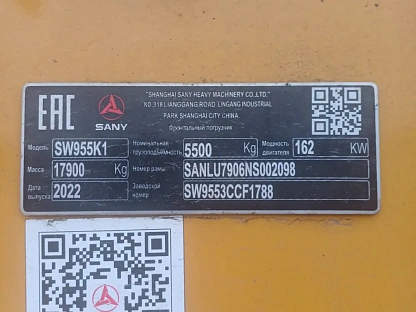 "SHANGHAI SANY HEAVY MACHINERY CO.,LTD."
NO.318 LIANGGANG ROAD LINGANG INDUSTRIAL
PARK SHANGHAI CITY CHINA
Фронтальный погрузчик
EAC
SANY
Модель SW955K1 Номинальная грузоподъёмность 5500 Kg Мощность двигателя 162 KW
Масса 17900 Kg Номер рамы SANLU7906NS002098
Дата выпуска 2022 Заводской номер SW9553CCF1788